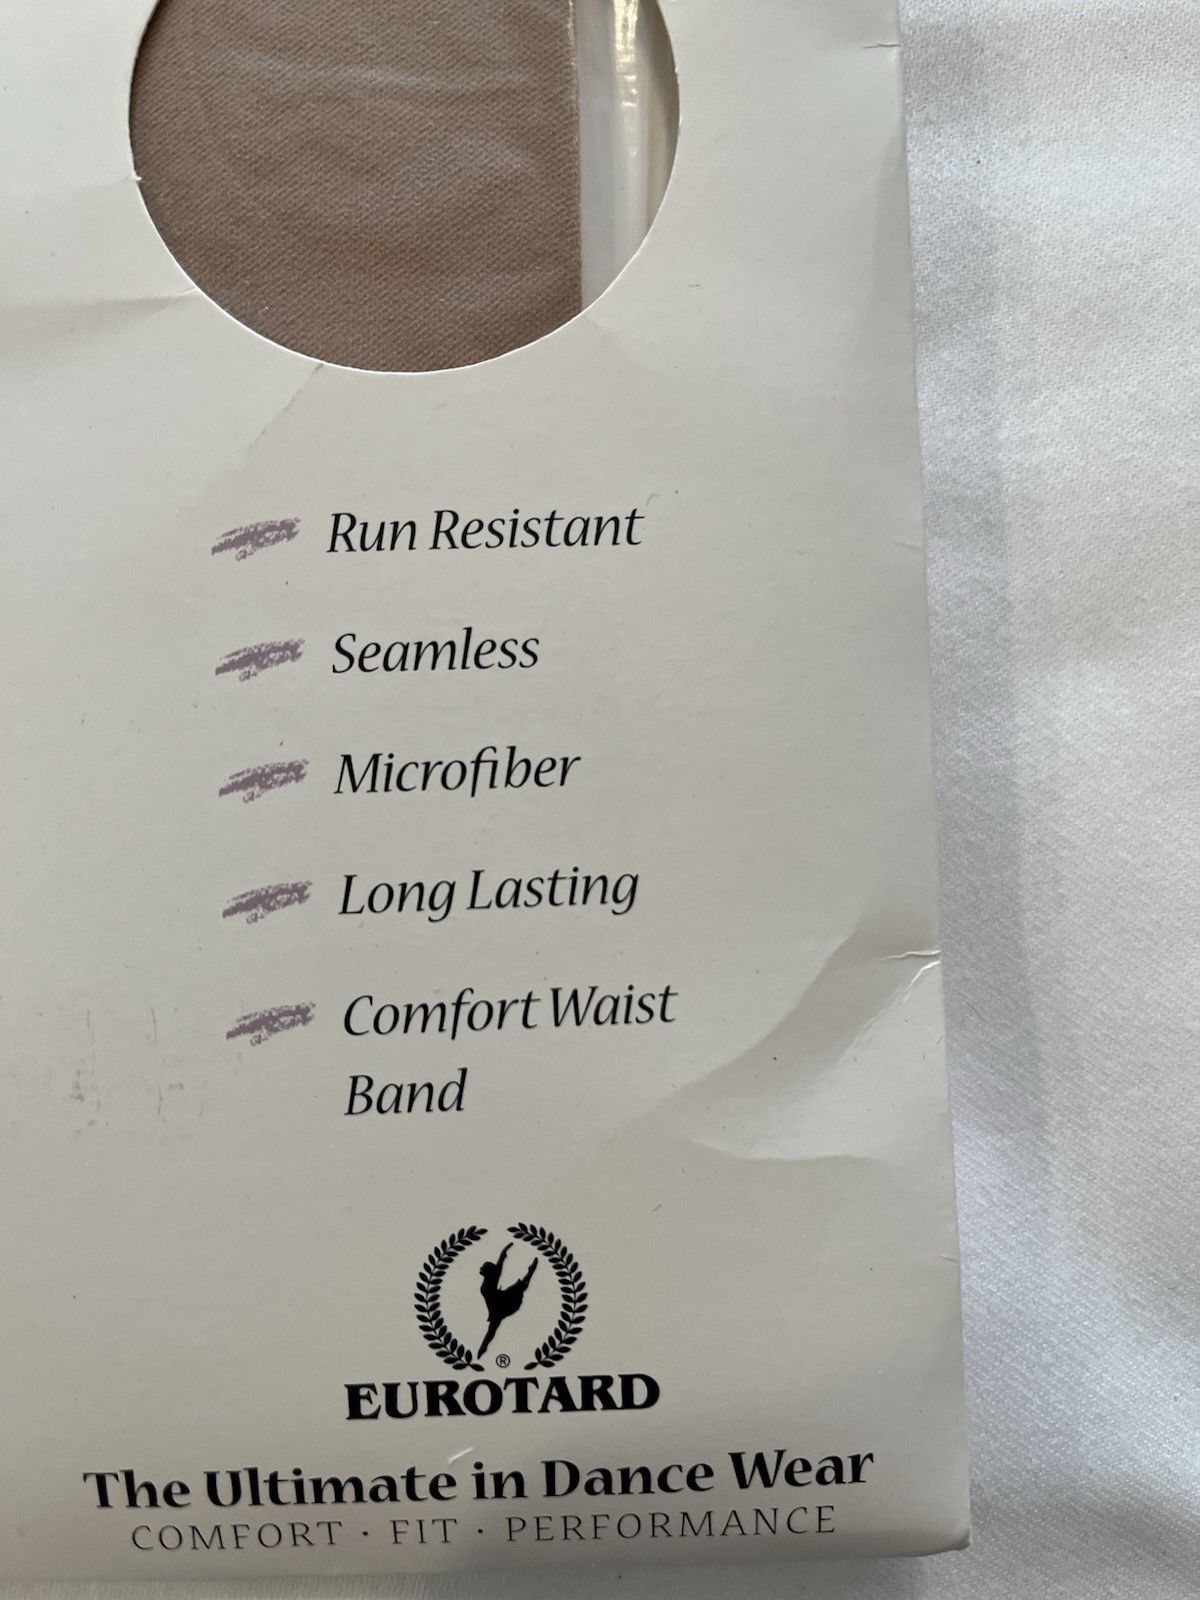 Run Resistant
Seamless
Microfiber
Long Lasting
Comfort Waist
Band
®
EUROTARD
The Ultimate in Dance Wear
COMFORT · FIT · PERFORMANCE